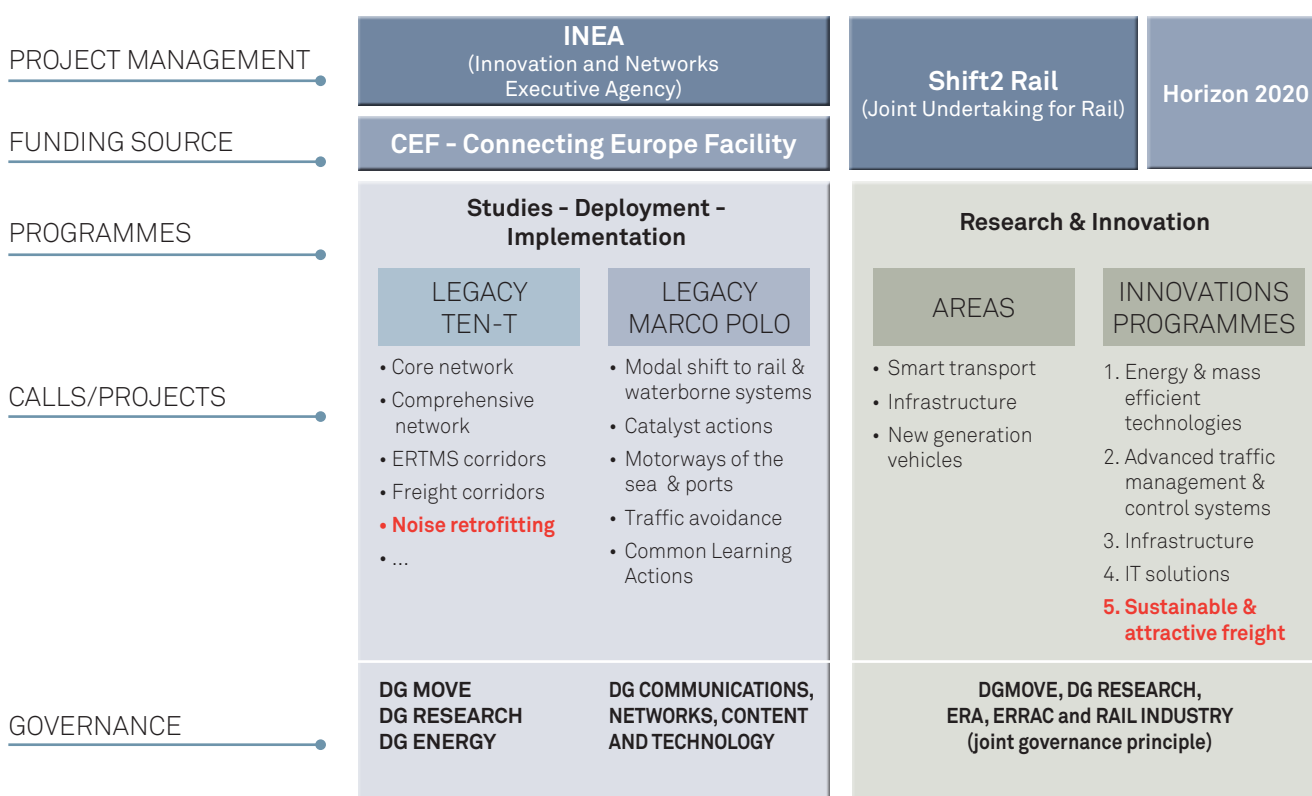 PROJECT MANAGEMENT
INEA
(Innovation and Networks
Executive Agency)
Shift2 Rail
(Joint Undertaking for Rail)
Horizon 2020
FUNDING SOURCE
CEF - Connecting Europe Facility
PROGRAMMES
Studies - Deployment -
Implementation
LEGACY
TEN-T
LEGACY
MARCO POLO
Research & Innovation
AREAS
INNOVATIONS
PROGRAMMES
CALLS/PROJECTS
• Core network
• Comprehensive
network
• ERTMS corridors
• Freight corridors
• Noise retrofitting
• ...
• Modal shift to rail &
waterborne systems
• Catalyst actions
• Motorways of the
sea & ports
• Traffic avoidance
• Common Learning
Actions
• Smart transport
• Infrastructure
• New generation
vehicles
1. Energy & mass
efficient
technologies
2. Advanced traffic
management &
control systems
3. Infrastructure
4. IT solutions
5. Sustainable &
attractive freight
GOVERNANCE
DG MOVE
DG RESEARCH
DG ENERGY
DG COMMUNICATIONS,
NETWORKS, CONTENT
AND TECHNOLOGY
DGMOVE, DG RESEARCH,
ERA, ERRAC and RAIL INDUSTRY
(joint governance principle)